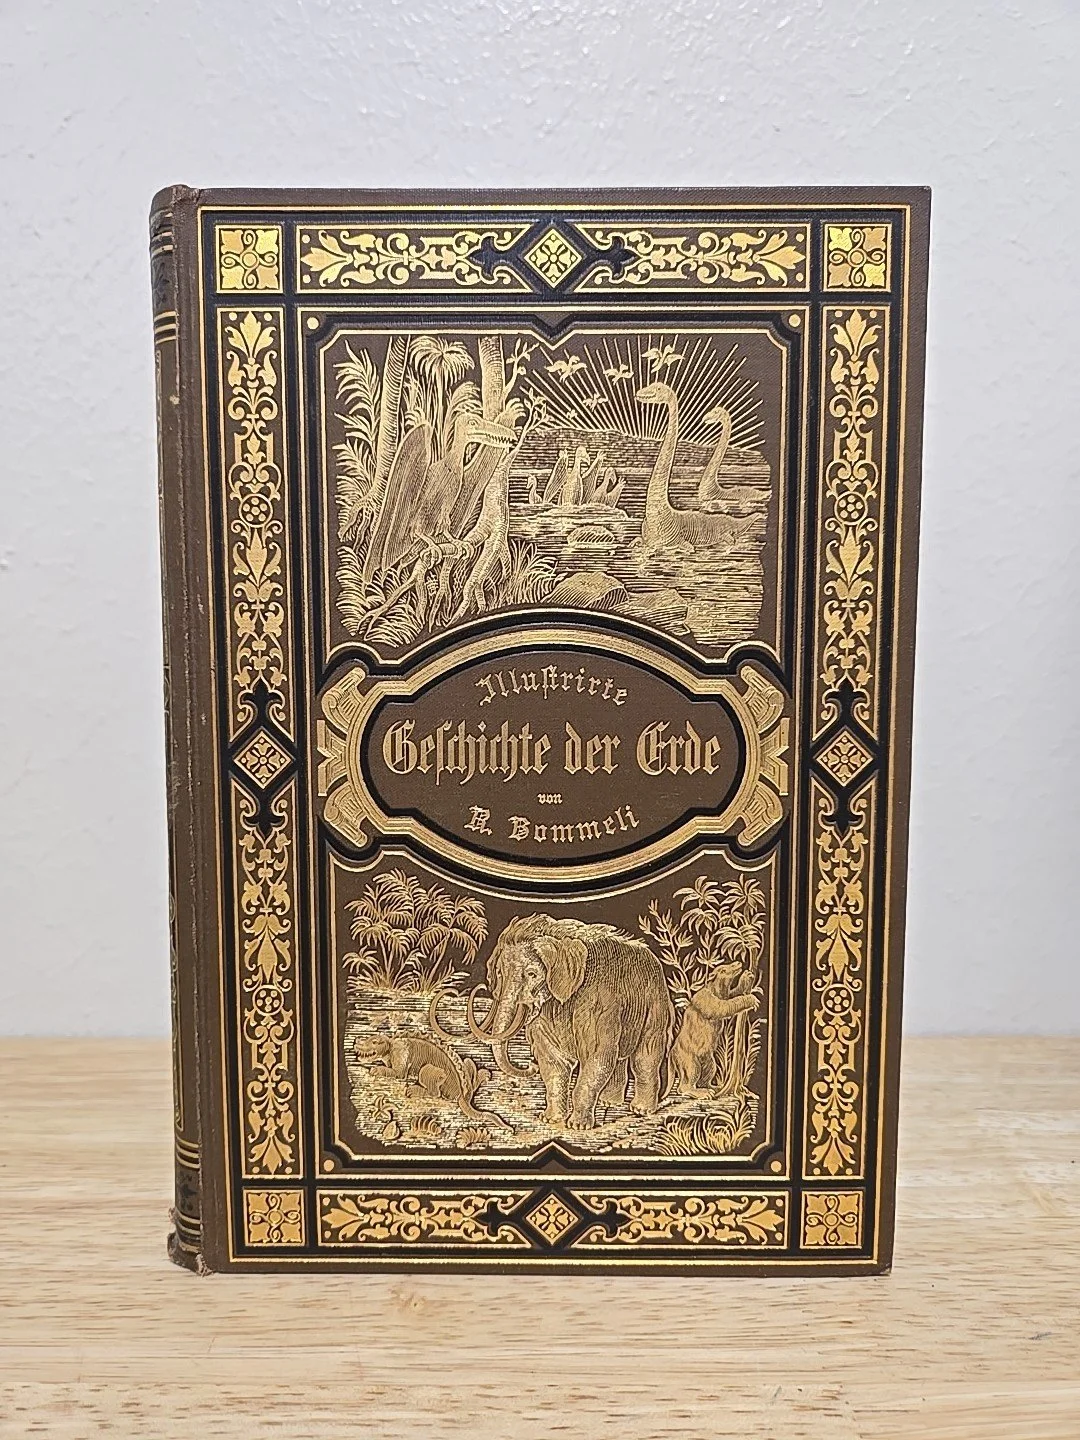 Illustrirte
Geschichte der Erde
von
R. Bommeli